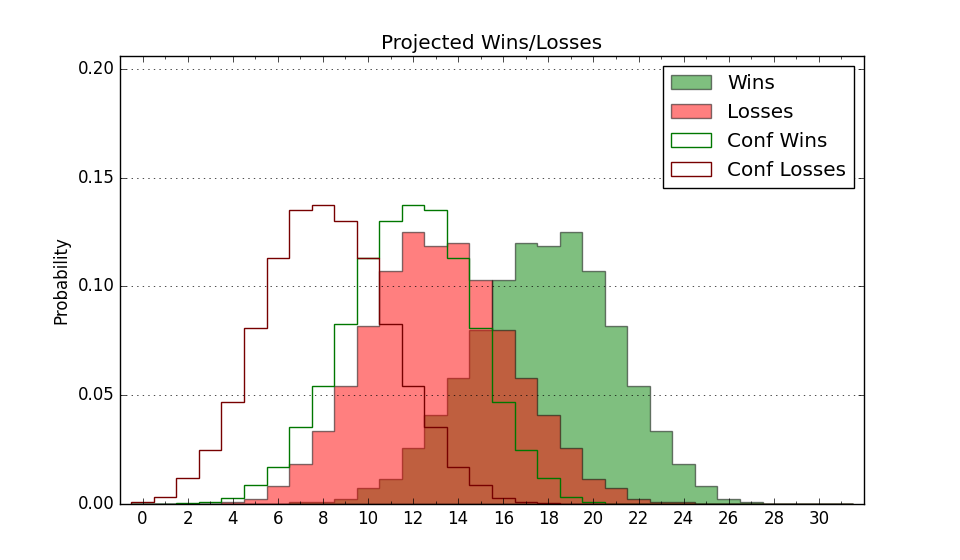 Projected Wins/Losses
0.20
0.15
0.10
0.05
0.00
Probability
Wins
Losses
Conf Wins
Conf Losses
0 2 4 6 8 10 12 14 16 18 20 22 24 26 28 30